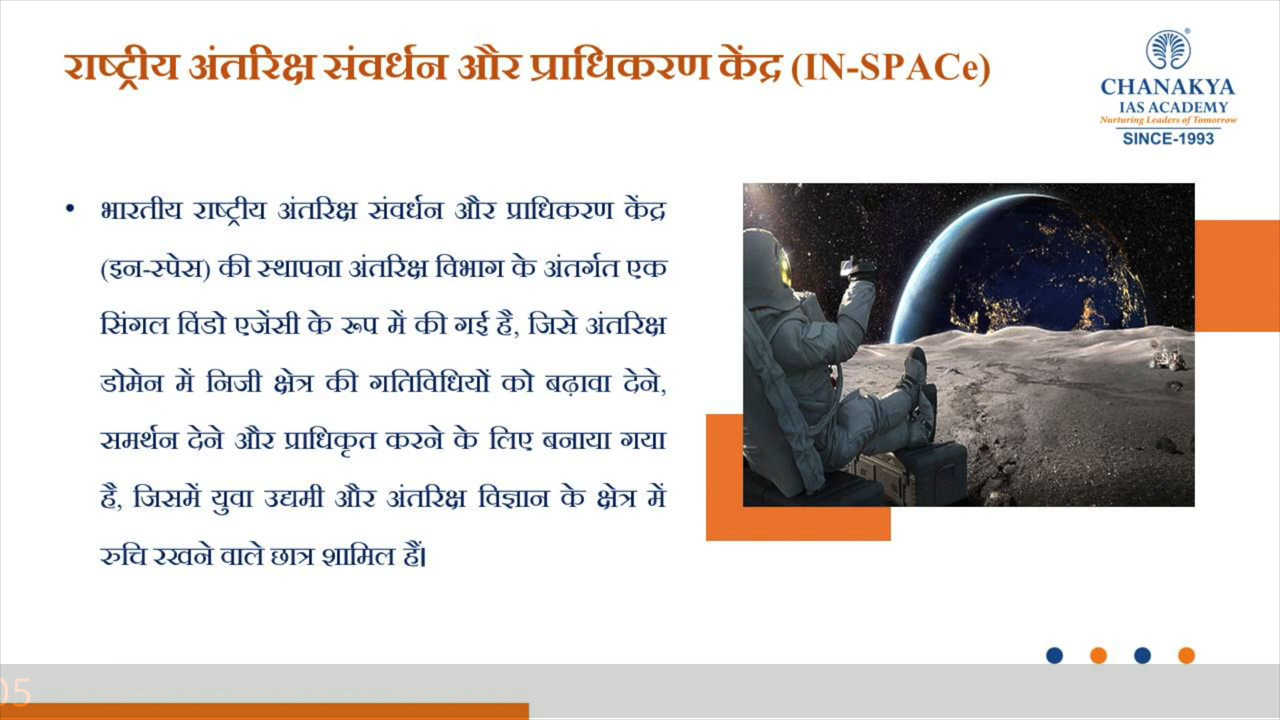 राष्ट्रीय अंतरिक्ष संवर्धन और प्राधिकरण केंद्र (IN-SPACe)
CHANAKYA
IAS ACADEMY
Nurturing Leaders of Tomorrow
SINCE-1993
• भारतीय राष्ट्रीय अंतरिक्ष संवर्धन और प्राधिकरण केंद्र
(इन-स्पेस) की स्थापना अंतरिक्ष विभाग के अंतर्गत एक
सिंगल विंडो एजेंसी के रूप में की गई है, जिसे अंतरिक्ष
डोमेन में निजी क्षेत्र की गतिविधियों को बढ़ावा देने,
समर्थन देने और प्राधिकृत करने के लिए बनाया गया
है, जिसमें युवा उद्यमी और अंतरिक्ष विज्ञान के क्षेत्र में
रुचि रखने वाले छात्र शामिल हैं।
05